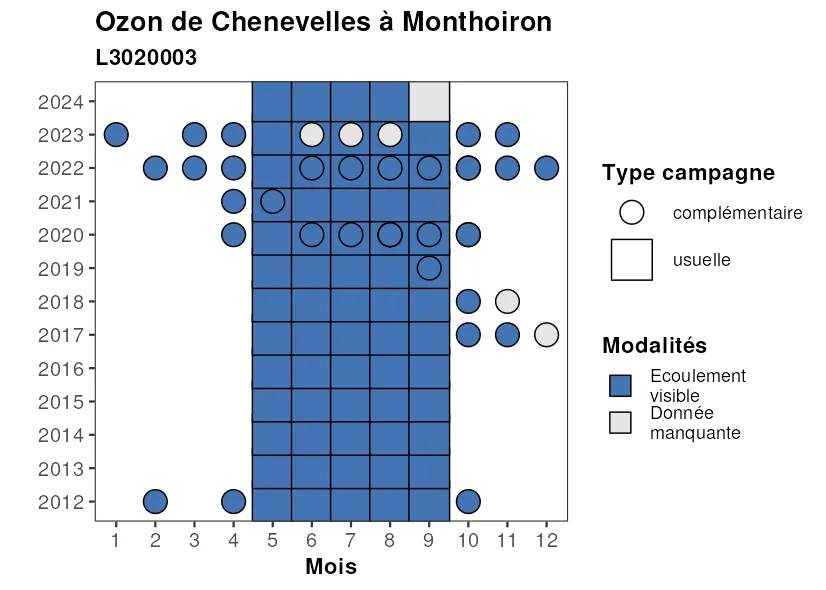 Ozon de Chenevelles à Monthoiron
L3020003
2024
2023
2022
2021
2020
2019
2018
2017
2016
2015
2014
2013
2012
1 2 3 4 5 6 7 8 9 10 11 12
Mois
Type campagne
complémentaire
usuelle
Modalités
Ecoulement
visible
Donnée
manquante